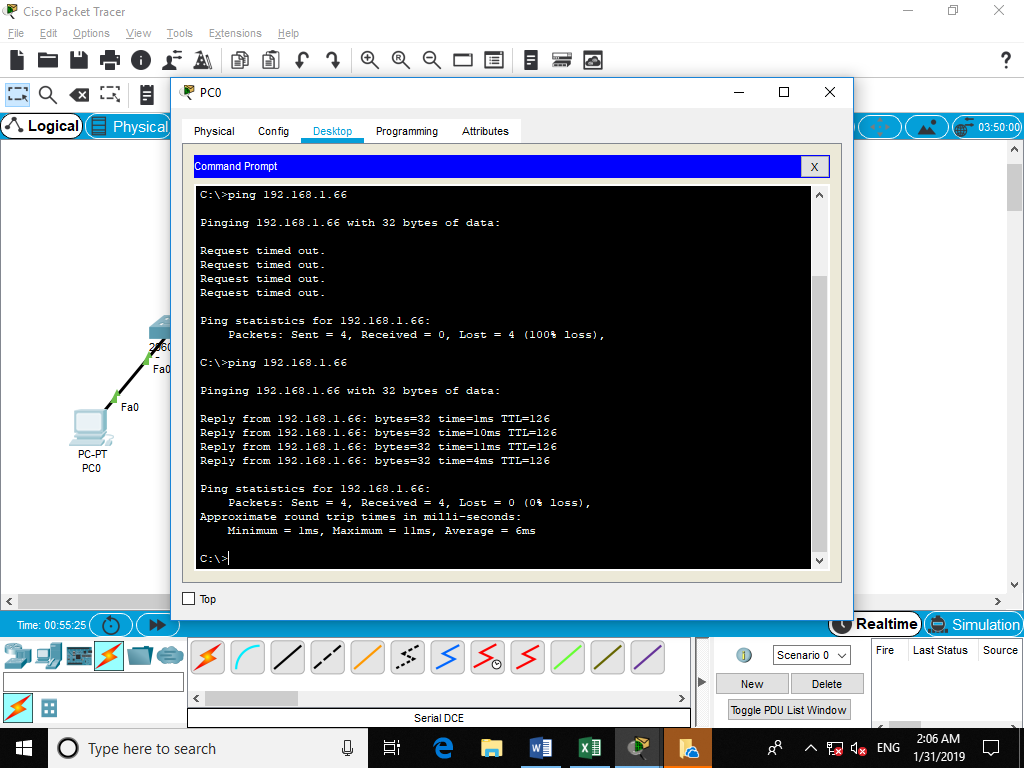 Cisco Packet Tracer
File Edit Options View Tools Extensions Help
?
PC0
Logical
Physical
03:50:00
Physical Config Desktop Programming Attributes
Command Prompt
X
C:\>ping 192.168.1.66
Pinging 192.168.1.66 with 32 bytes of data:
Request timed out.
Request timed out.
Request timed out.
Request timed out.
Ping statistics for 192.168.1.66:
Packets: Sent = 4, Received = 0, Lost = 4 (100% loss),
C:\>ping 192.168.1.66
Pinging 192.168.1.66 with 32 bytes of data:
Reply from 192.168.1.66: bytes=32 time=1ms TTL=126
Reply from 192.168.1.66: bytes=32 time=10ms TTL=126
Reply from 192.168.1.66: bytes=32 time=11ms TTL=126
Reply from 192.168.1.66: bytes=32 time=4ms TTL=126
Ping statistics for 192.168.1.66:
Packets: Sent = 4, Received = 4, Lost = 0 (0% loss),
Approximate round trip times in milli-seconds:
Minimum = 1ms, Maximum = 11ms, Average = 6ms
C:\>
Top
Fa0
Fa0
PC-PT
PC0
Time: 00:55:25
Realtime
Simulation
Serial DCE
Scenario 0
New
Delete
Toggle PDU List Window
Fire Last Status Source
Type here to search
ENG
2:06 AM
1/31/2019